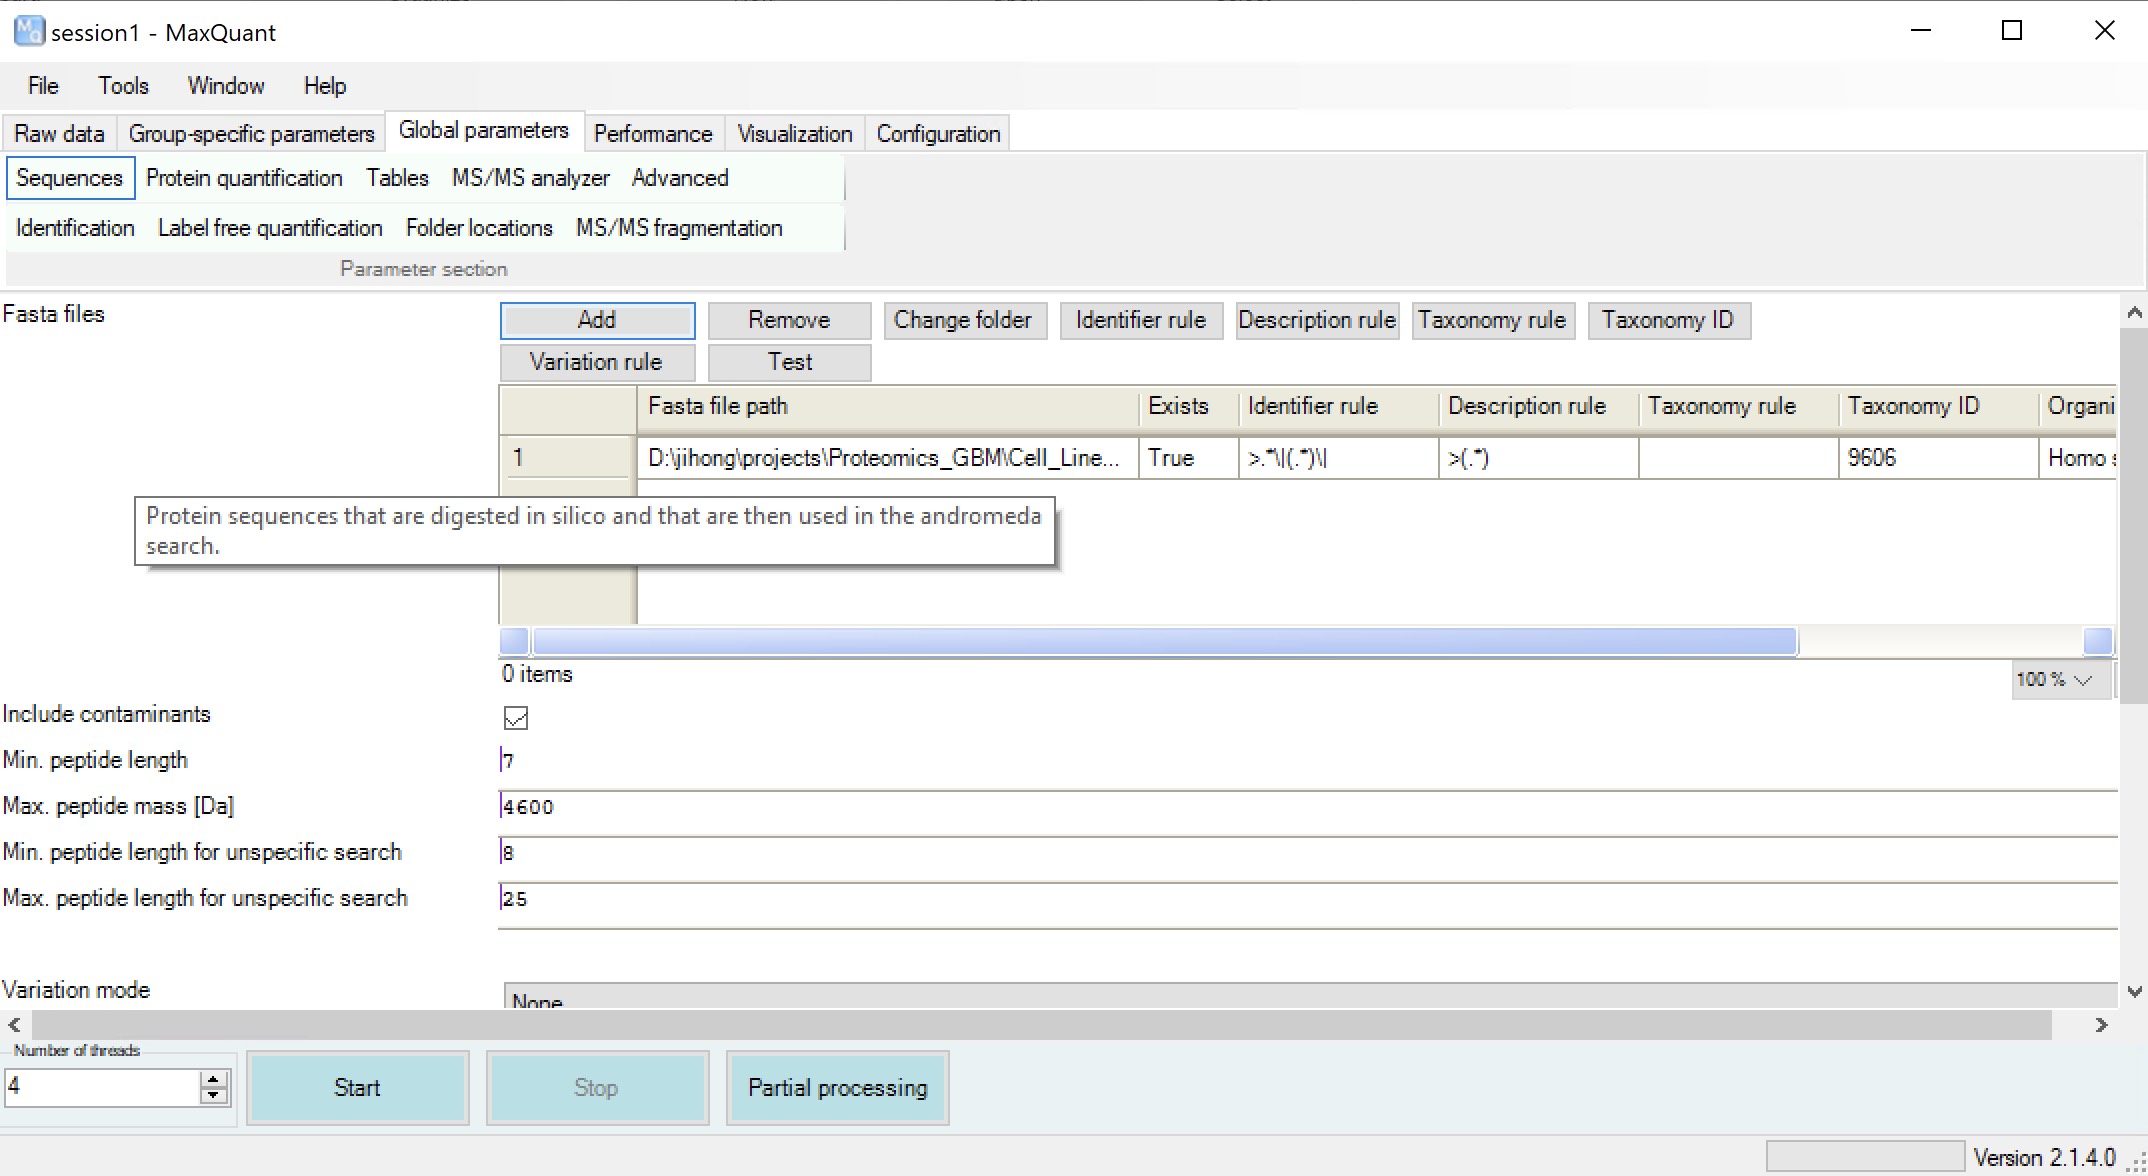 session1 - MaxQuant
File Tools Window Help
Raw data Group-specific parameters Global parameters Performance Visualization Configuration
Sequences Protein quantification Tables MS/MS analyzer Advanced
Identification Label free quantification Folder locations MS/MS fragmentation
Parameter section
Fasta files
Add Remove Change folder Identifier rule Description rule Taxonomy rule Taxonomy ID
Variation rule Test
Fasta file path Exists Identifier rule Description rule Taxonomy rule Taxonomy ID Organi
1 D:\jihong\projects\Proteomics_GBM\Cell_Line... True >.*\|(.*)\| >(.*) 9606 Homo s
Protein sequences that are digested in silico and that are then used in the andromeda
search.
0 items
100 %
Include contaminants
Min. peptide length 7
Max. peptide mass [Da] 4600
Min. peptide length for unspecific search 8
Max. peptide length for unspecific search 25
Variation mode None
Number of threads
4 Start Stop Partial processing
Version 2.1.4.0